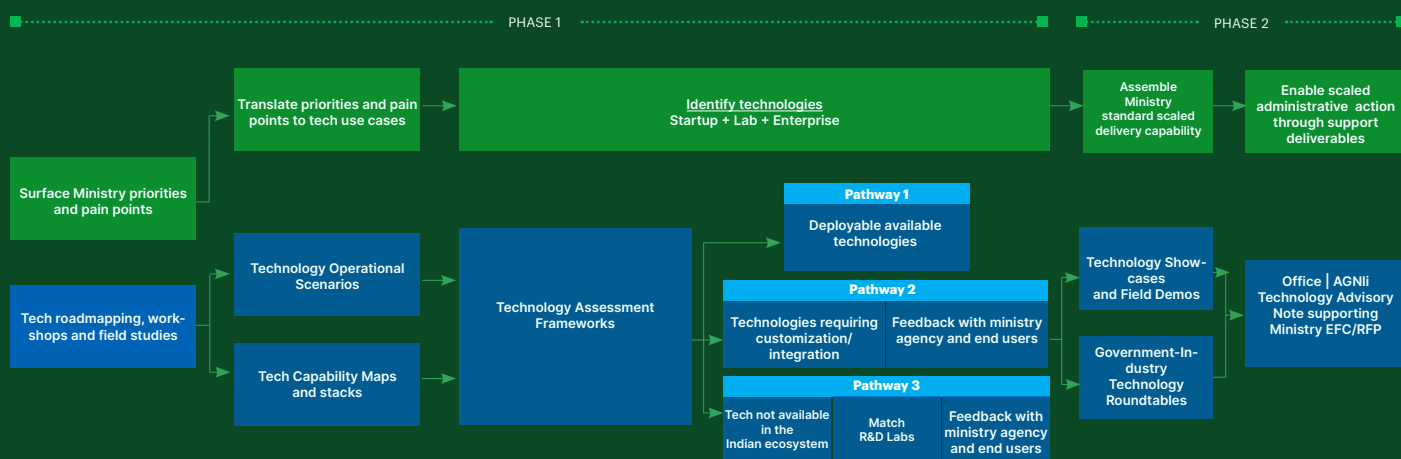 PHASE 1
PHASE 2
Surface Ministry priorities
and pain points
Translate priorities and pain
points to tech use cases
Identify technologies
Startup + Lab + Enterprise
Assemble
Ministry
standard scaled
delivery capability
Enable scaled
administrative action
through support
deliverables
Tech roadmapping, work-
shops and field studies
Technology Operational
Scenarios
Tech Capability Maps
and stacks
Technology Assessment
Frameworks
Pathway 1
Deployable available
technologies
Pathway 2
Technologies requiring
customization/
integration
Feedback with ministry
agency and end users
Pathway 3
Tech not available
in the
Indian ecosystem
Match
R&D Labs
Feedback with
ministry agency
and end users
Technology Show-
cases
and Field Demos
Government-In-
dustry
Technology
Roundtables
Office | AGNIi
Technology Advisory
Note supporting
Ministry EFC/RFP